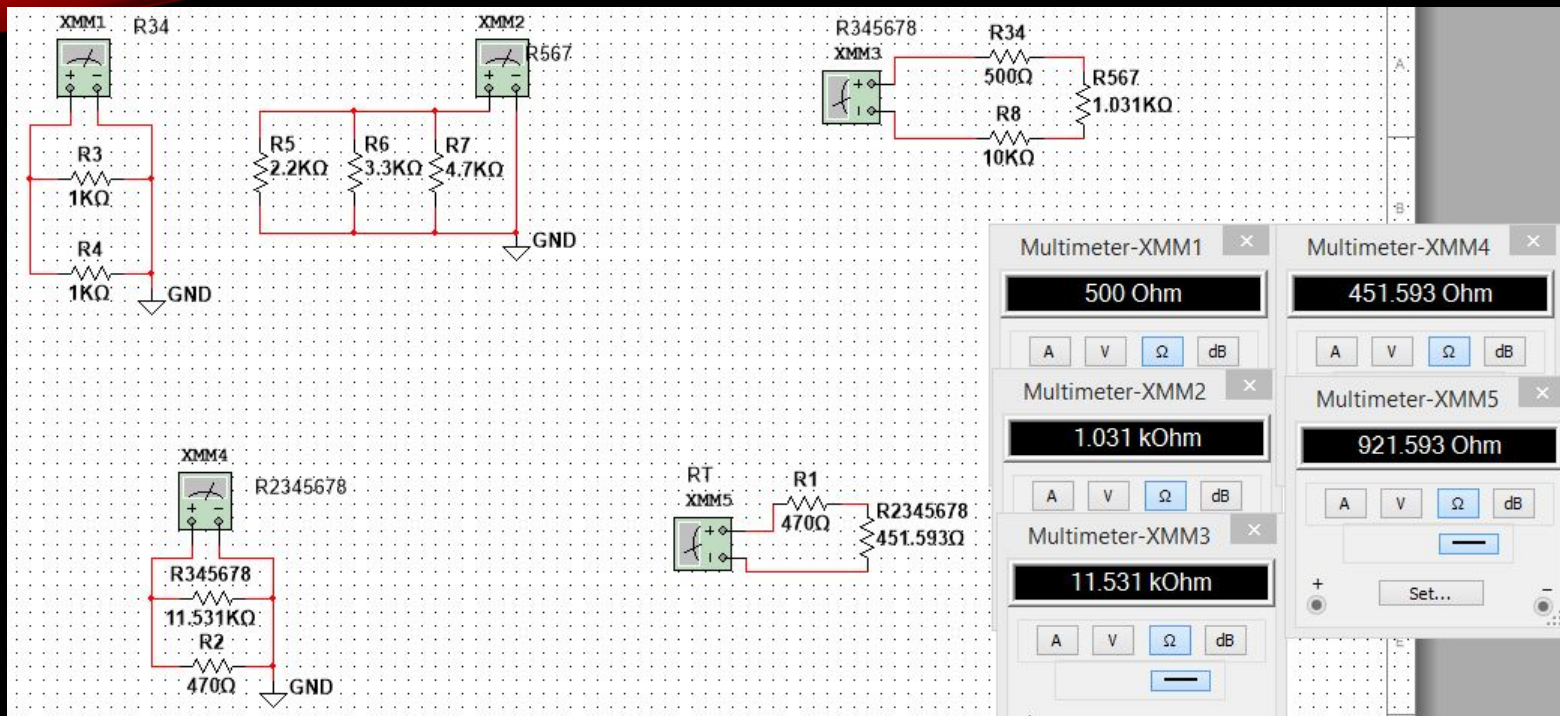 XMM1
R34
R3
1KΩ
R4
1KΩ
GND
XMM2
R567
R5
2.2KΩ
R6
3.3KΩ
R7
4.7KΩ
GND
R345678
XMM3
R34
500Ω
R567
1.031KΩ
R8
10KΩ
A
B
XMM4
R2345678
R345678
11.531KΩ
R2
470Ω
GND
RT
XMM5
R1
470Ω
R2345678
451.593Ω
Multimeter-XMM1
500 Ohm
A V Ω dB
Multimeter-XMM4
451.593 Ohm
A V Ω dB
Multimeter-XMM2
1.031 kOhm
A V Ω dB
Multimeter-XMM5
921.593 Ohm
A V Ω dB
+ Set... −
Multimeter-XMM3
11.531 kOhm
A V Ω dB
E